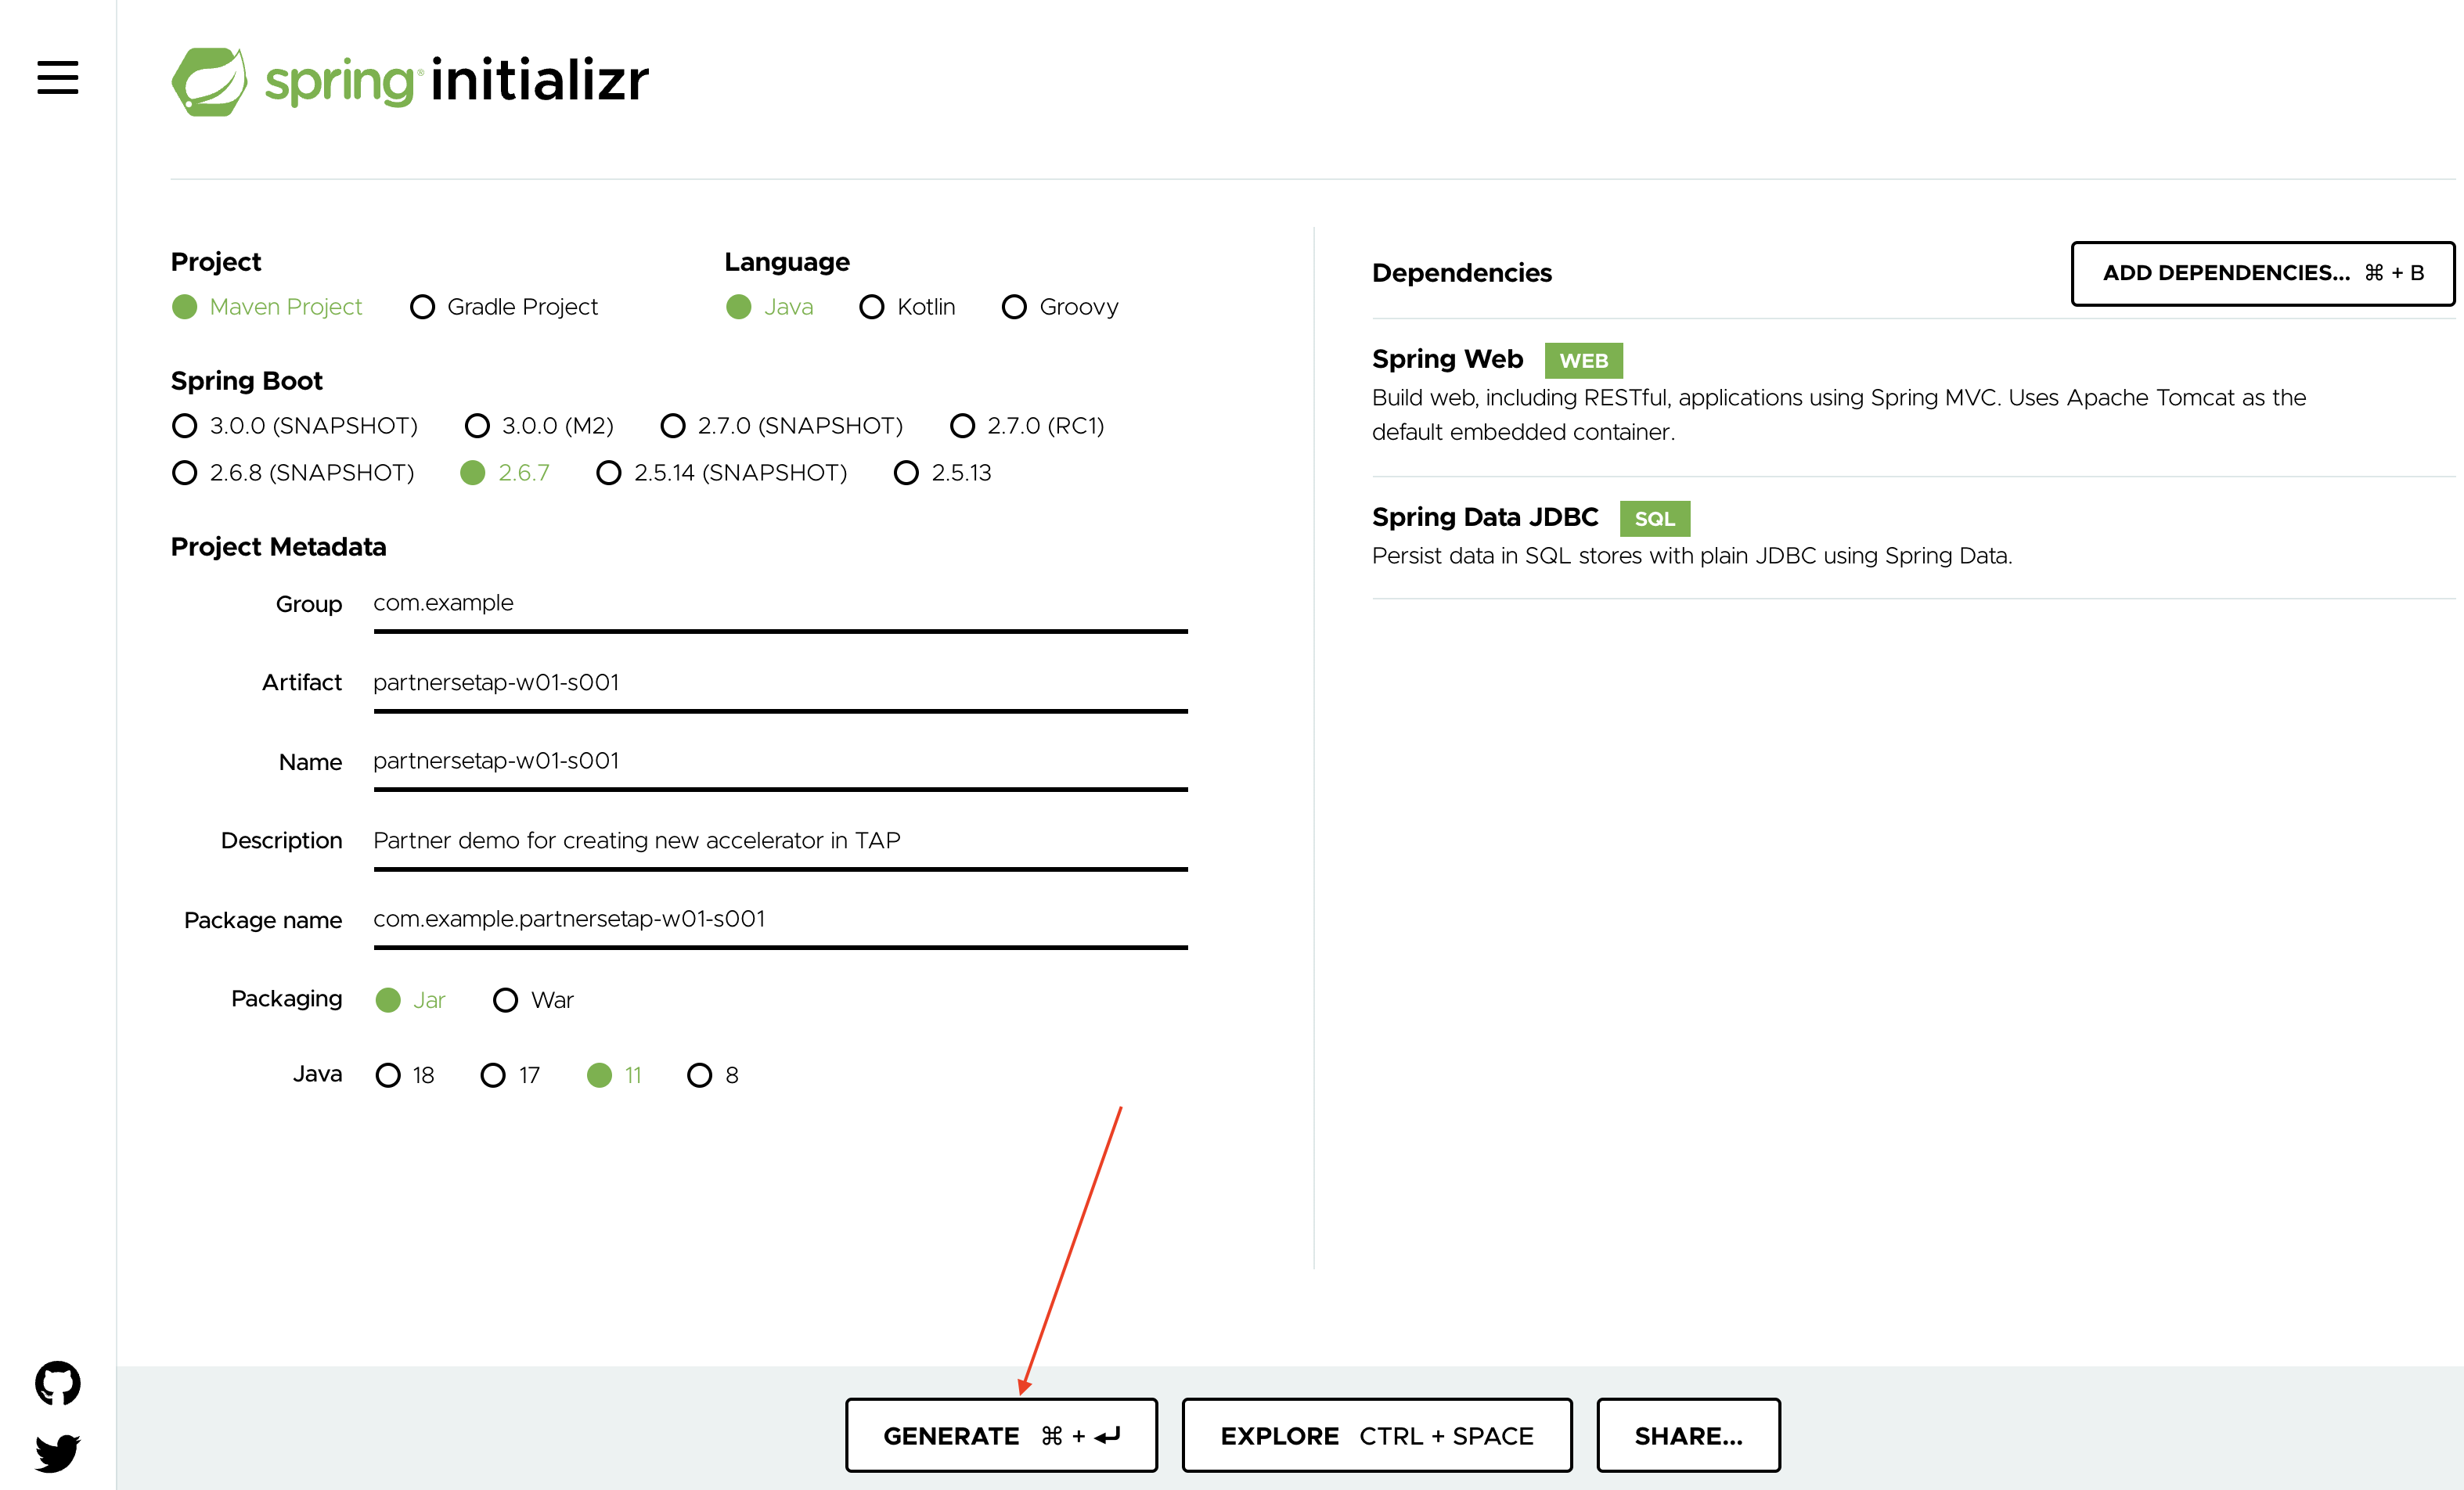 spring initializr
Project
Maven Project Gradle Project
Language
Java Kotlin Groovy
Spring Boot
3.0.0 (SNAPSHOT) 3.0.0 (M2) 2.7.0 (SNAPSHOT) 2.7.0 (RC1)
2.6.8 (SNAPSHOT) 2.6.7 2.5.14 (SNAPSHOT) 2.5.13
Project Metadata
Group com.example
Artifact partnersetap-w01-s001
Name partnersetap-w01-s001
Description Partner demo for creating new accelerator in TAP
Package name com.example.partnersetap-w01-s001
Packaging Jar War
Java 18 17 11 8
Dependencies
ADD DEPENDENCIES... ⌘ + B
Spring Web WEB
Build web, including RESTful, applications using Spring MVC. Uses Apache Tomcat as the
default embedded container.
Spring Data JDBC SQL
Persist data in SQL stores with plain JDBC using Spring Data.
GENERATE ⌘ + ↵
EXPLORE CTRL + SPACE
SHARE...